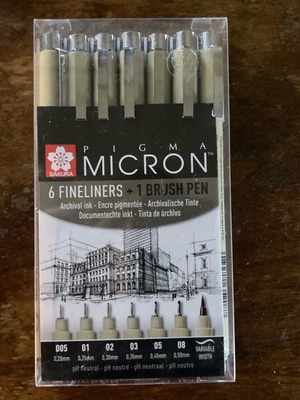 PIGMA
SAKURA
MICRON™
6 FINELINERS + 1 BRUSH PEN
Archival ink - Encre pigmentée - Archivalische Tinte
Documentechte inkt - Tinta de archivo
005 01 02 03 05 08 VARIABLE WIDTH
0,20mm 0,25mm 0,30mm 0,35mm 0,45mm 0,50mm
pH neutral - pH neutre - pH neutraal - pH neutro